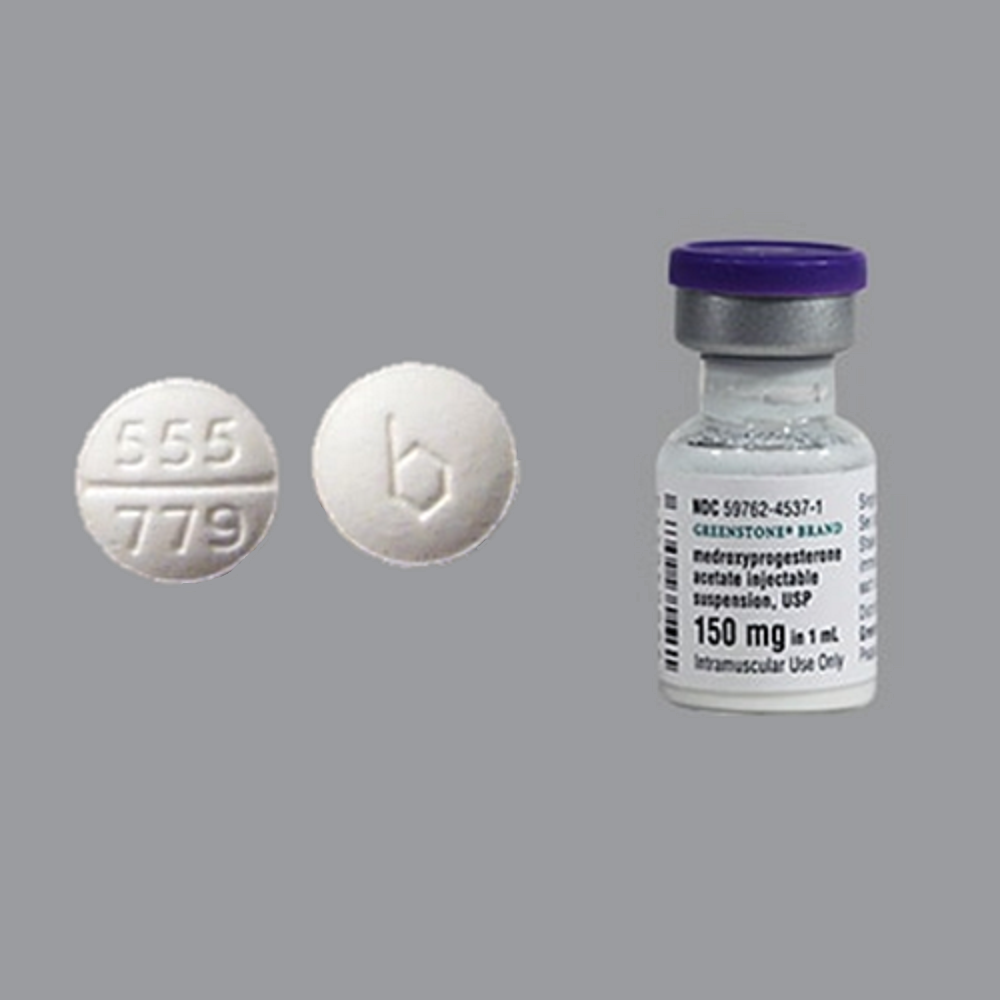 555
779
b
NDC 59762-4537-1
GREENSTONE® BRAND
medroxyprogesterone
acetate injectable
suspension, USP
150 mg in 1 mL
Intramuscular Use Only